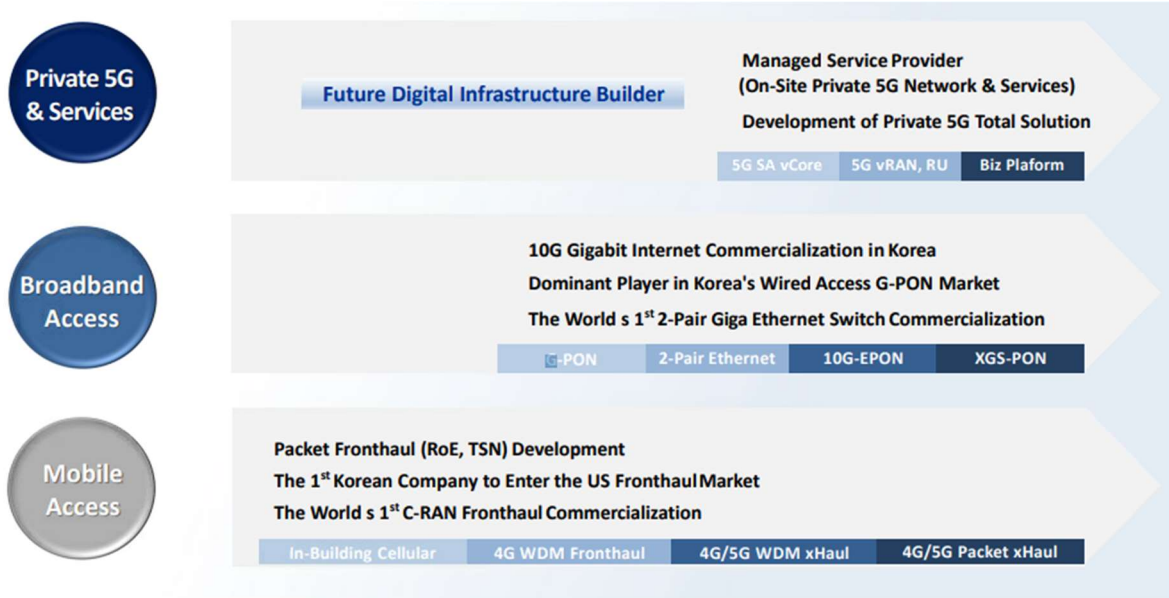 Private 5G
& Services
Future Digital Infrastructure Builder
Managed Service Provider
(On-Site Private 5G Network & Services)
Development of Private 5G Total Solution
5G SA vCore 5G vRAN, RU Biz Plaform
Broadband
Access
10G Gigabit Internet Commercialization in Korea
Dominant Player in Korea's Wired Access G-PON Market
The World s 1st 2-Pair Giga Ethernet Switch Commercialization
G-PON 2-Pair Ethernet 10G-EPON XGS-PON
Mobile
Access
Packet Fronthaul (RoE, TSN) Development
The 1st Korean Company to Enter the US Fronthaul Market
The World s 1st C-RAN Fronthaul Commercialization
In-Building Cellular 4G WDM Fronthaul 4G/5G WDM xHaul 4G/5G Packet xHaul